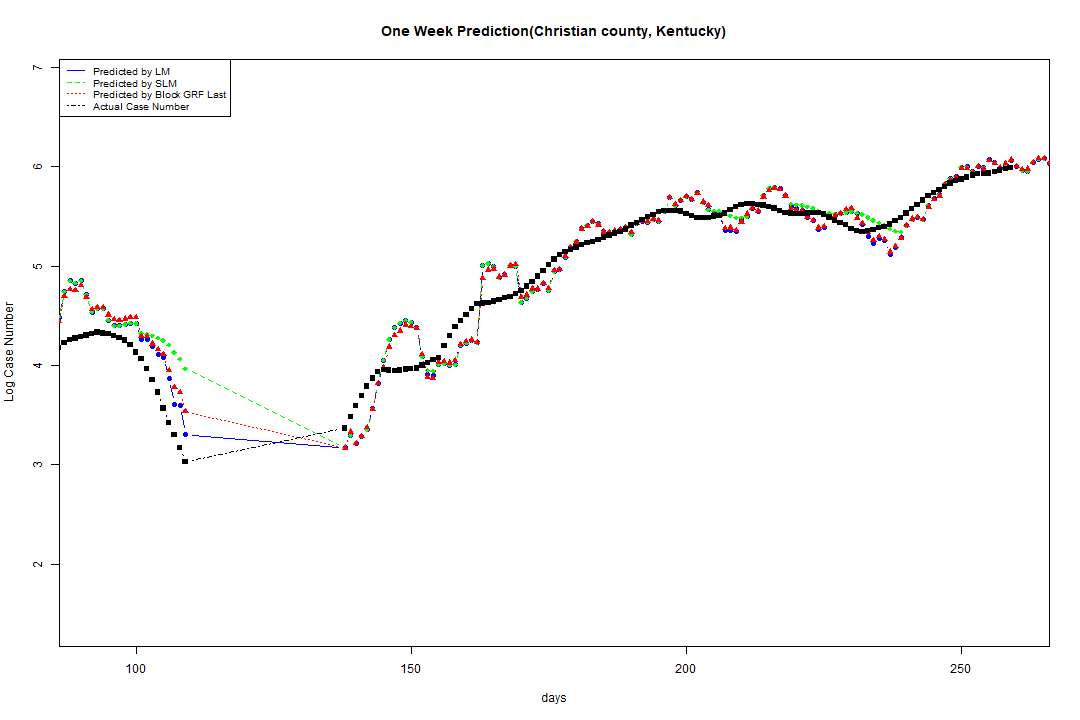 One Week Prediction(Christian county, Kentucky)
Predicted by LM
Predicted by SLM
Predicted by Block GRF Last
Actual Case Number
7
6
5
4
3
2
Log Case Number
100 150 200 250
days